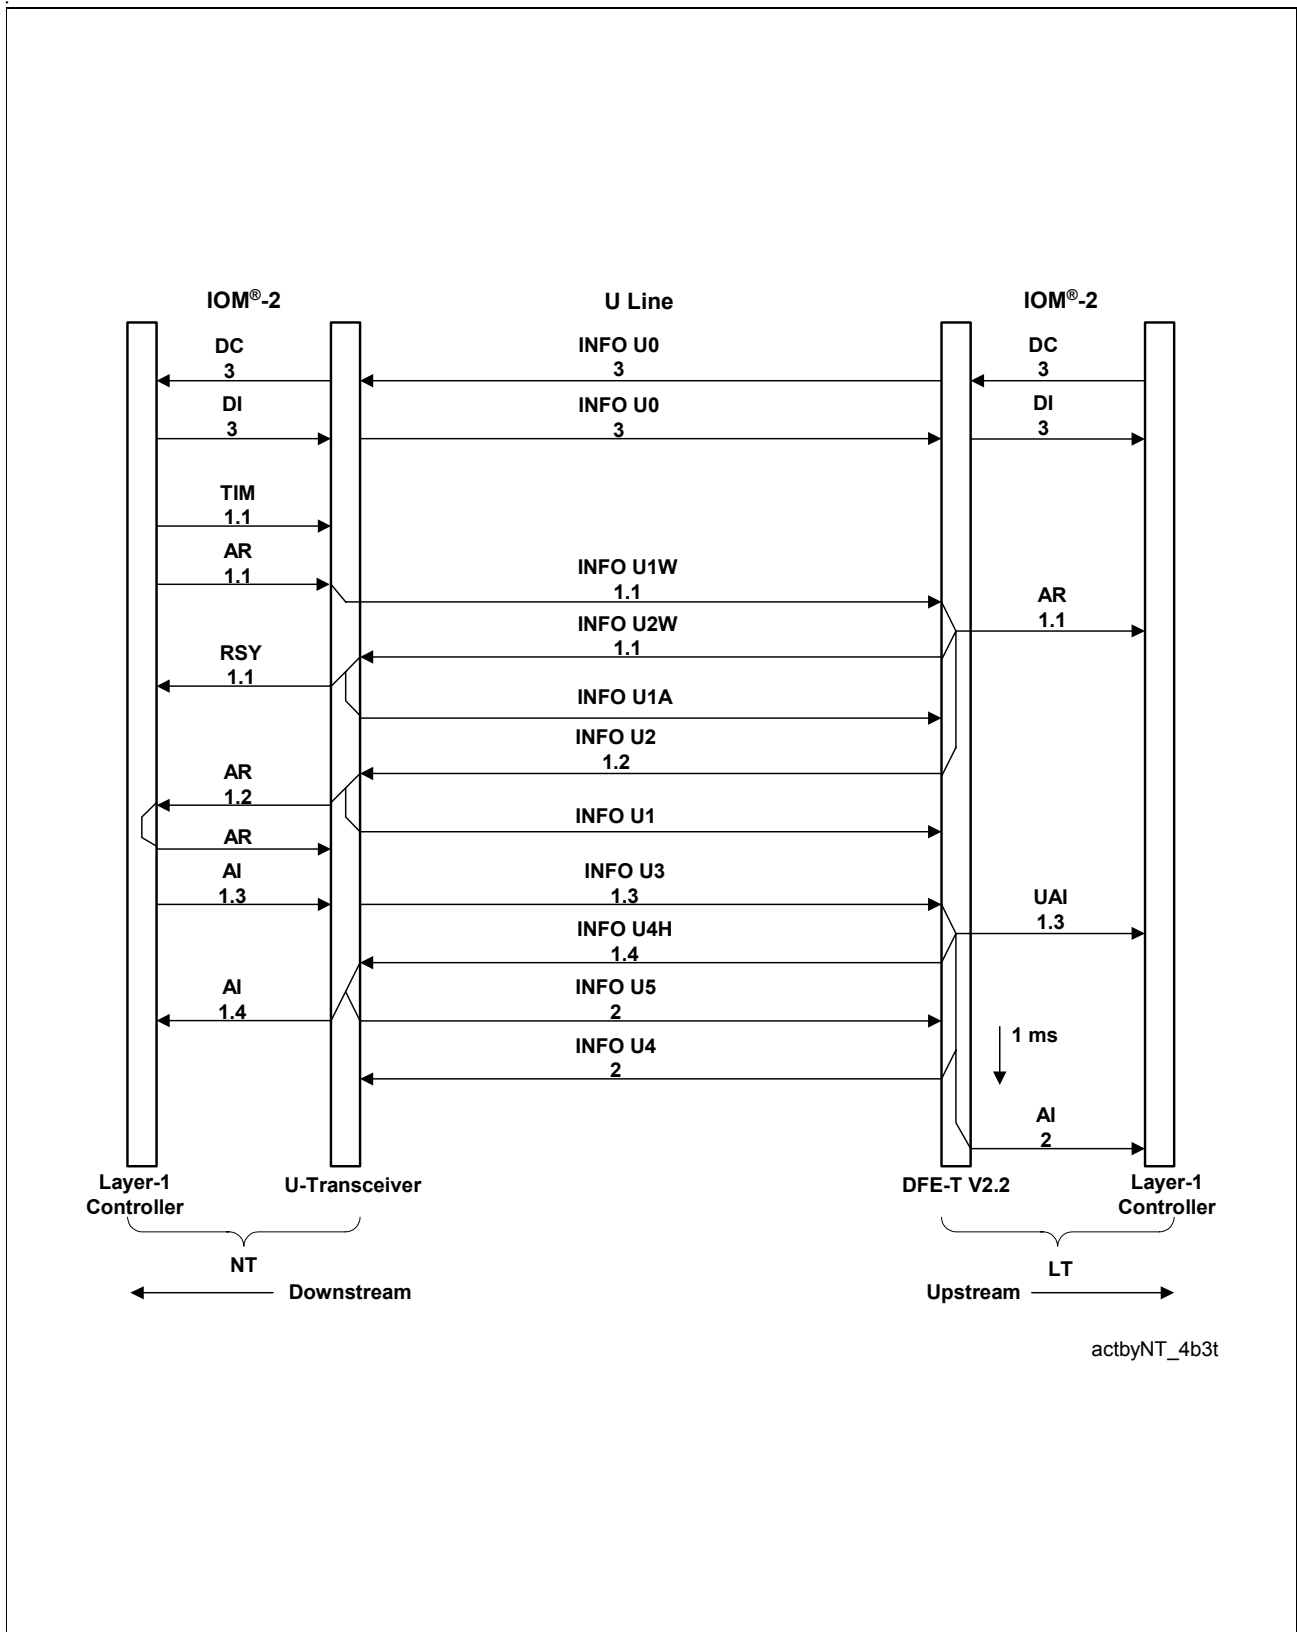 IOM®-2
U Line
IOM®-2
DC
3
INFO U0
3
DC
3
DI
3
INFO U0
3
DI
3
TIM
1.1
AR
1.1
INFO U1W
1.1
AR
1.1
INFO U2W
1.1
RSY
1.1
INFO U1A
INFO U2
1.2
AR
1.2
INFO U1
AR
AI
1.3
INFO U3
1.3
UAI
1.3
INFO U4H
1.4
AI
1.4
INFO U5
2
1 ms
INFO U4
2
AI
2
Layer-1
Controller
U-Transceiver
DFE-T V2.2
Layer-1
Controller
NT
LT
Downstream
Upstream
actbyNT_4b3t